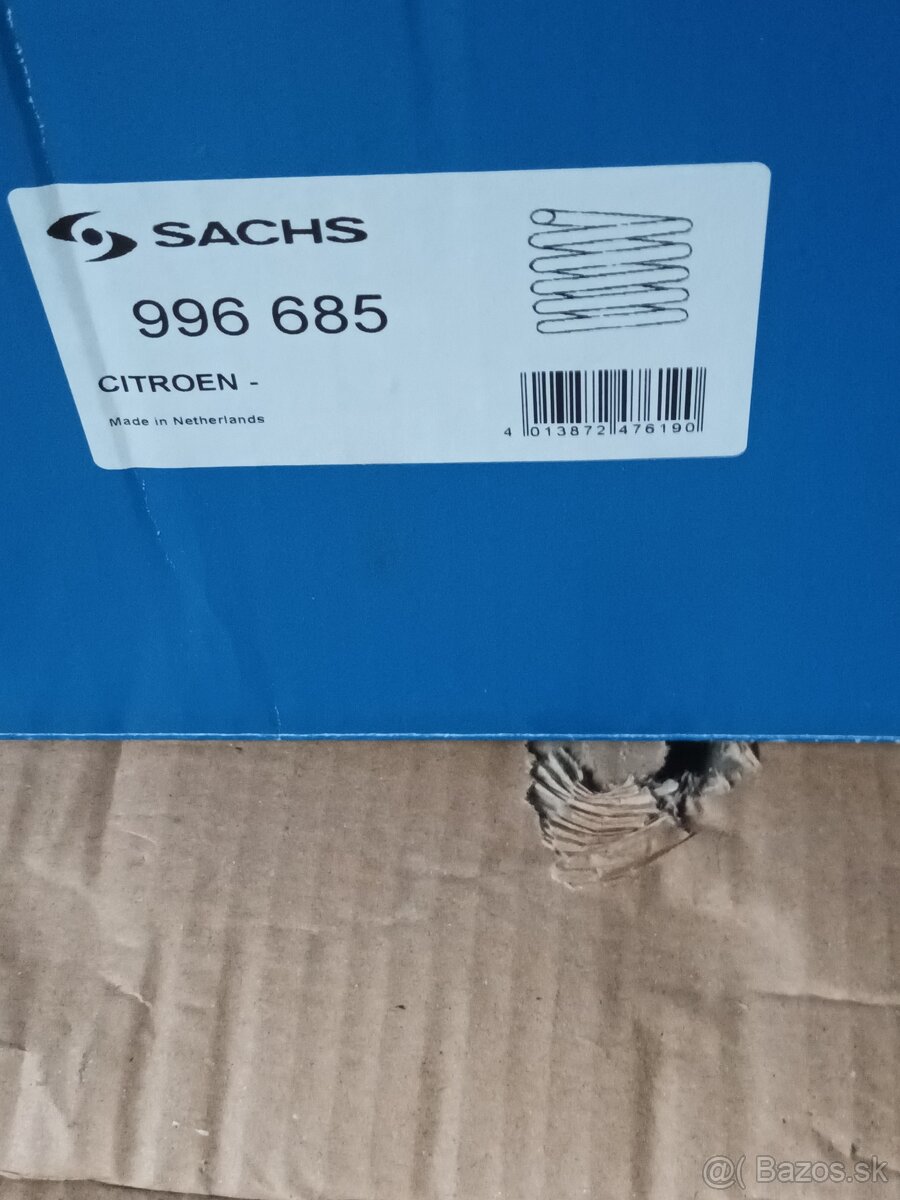 SACHS
996 685
CITROEN -
Made in Netherlands
4 013872 476190
@( Bazos.sk